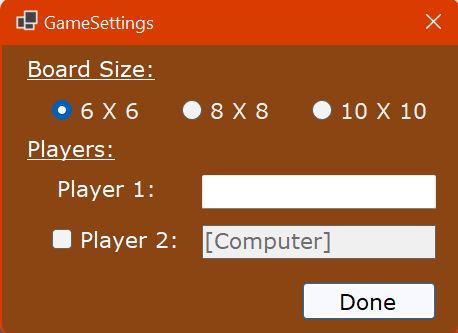 GameSettings
Board Size:
6 X 6 8 X 8 10 X 10
Players:
Player 1:
Player 2: [Computer]
Done